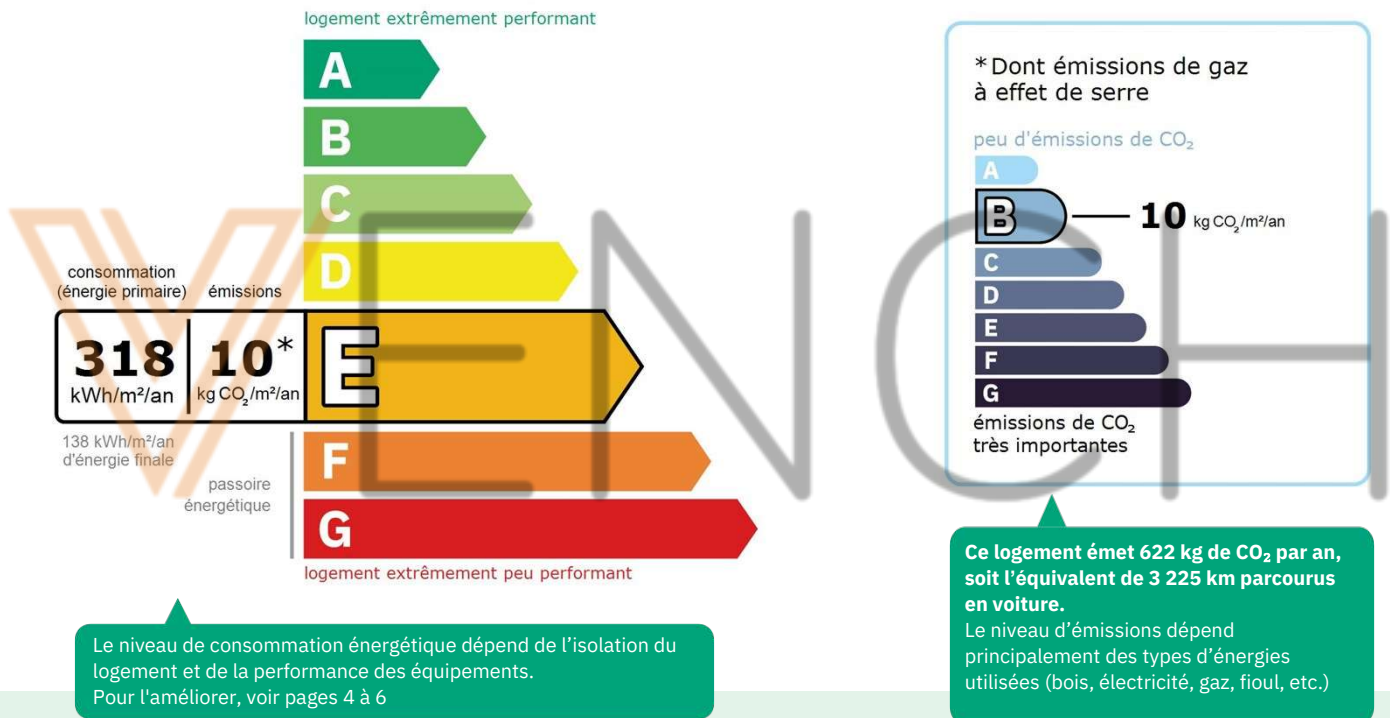 logement extrêmement performant
A
B
C
D
consommation
(énergie primaire)
émissions
318
kWh/m²/an
10*
kg CO₂/m²/an
E
138 kWh/m²/an
d'énergie finale
passoire
énergétique
F
G
logement extrêmement peu performant
Le niveau de consommation énergétique dépend de l'isolation du
logement et de la performance des équipements.
Pour l'améliorer, voir pages 4 à 6
*Dont émissions de gaz
à effet de serre
peu d'émissions de CO₂
A
B
10 kg CO₂/m²/an
C
D
E
F
G
émissions de CO₂
très importantes
Ce logement émet 622 kg de CO₂ par an,
soit l'équivalent de 3 225 km parcourus
en voiture.
Le niveau d'émissions dépend
principalement des types d'énergies
utilisées (bois, électricité, gaz, fioul, etc.)
VENCH